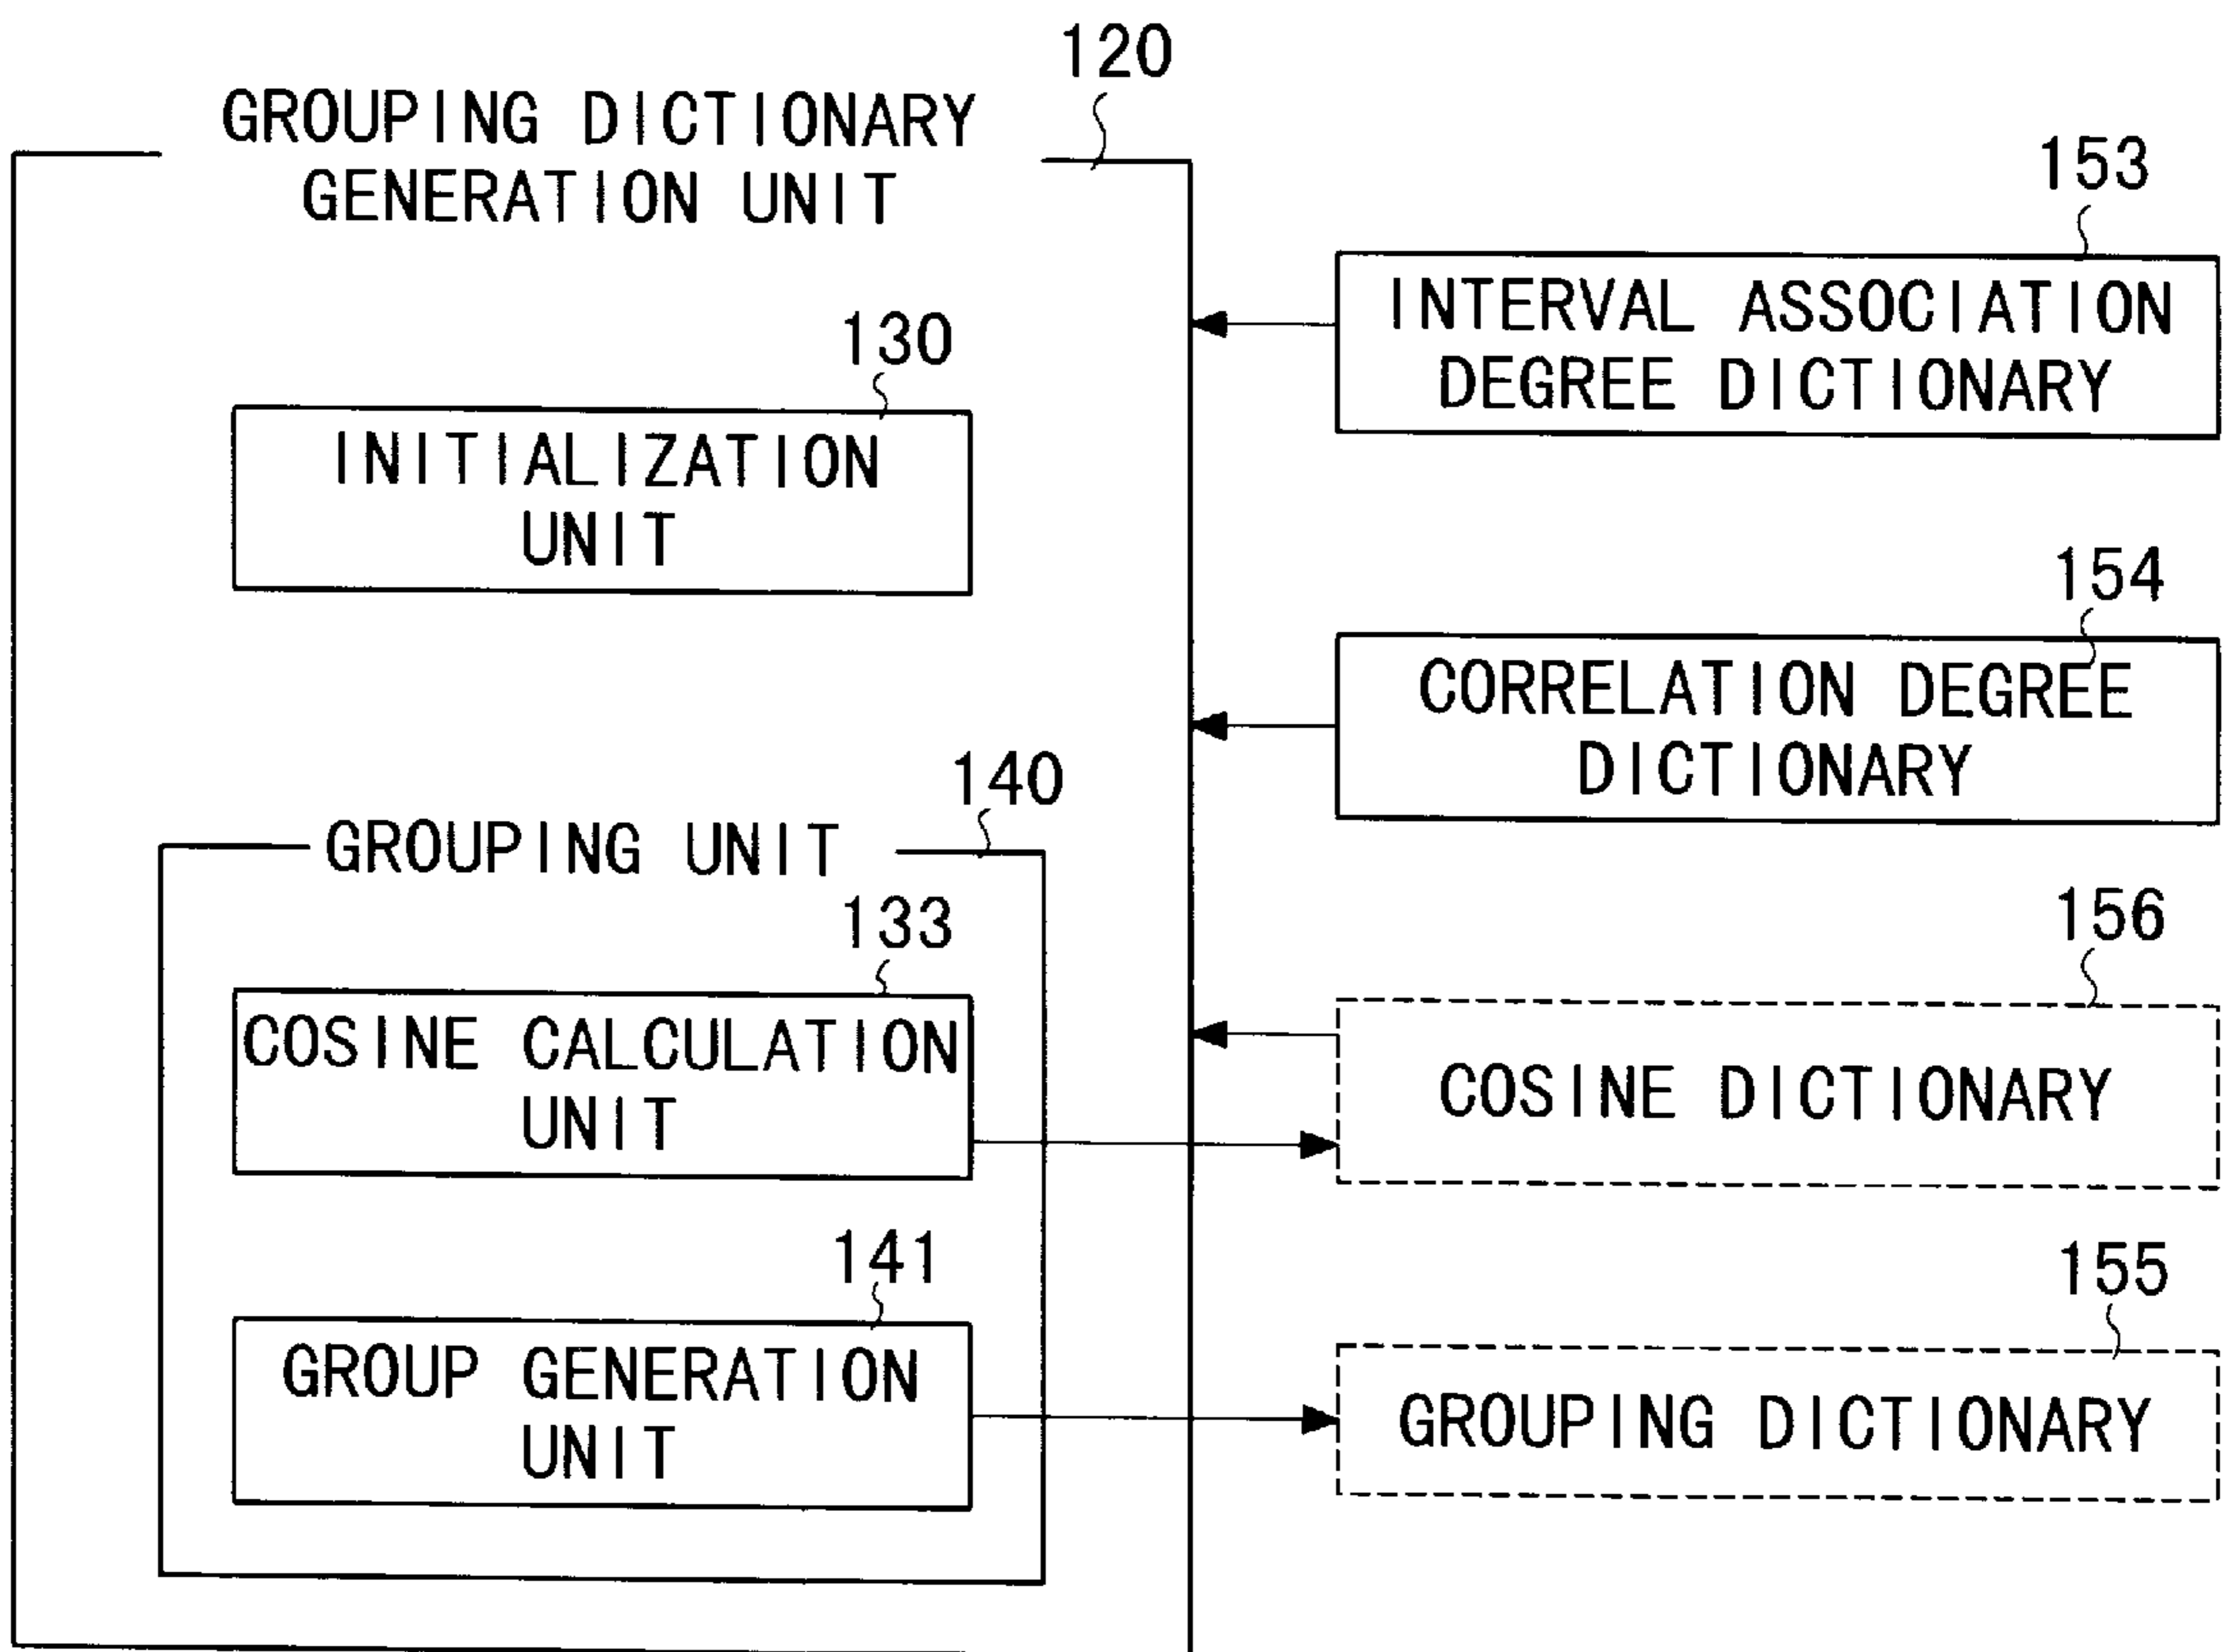 120
GROUPING DICTIONARY
GENERATION UNIT
153
INTERVAL ASSOCIATION
DEGREE DICTIONARY
130
INITIALIZATION
UNIT
154
CORRELATION DEGREE
DICTIONARY
140
GROUPING UNIT
133
COSINE CALCULATION
UNIT
156
COSINE DICTIONARY
141
GROUP GENERATION
UNIT
155
GROUPING DICTIONARY